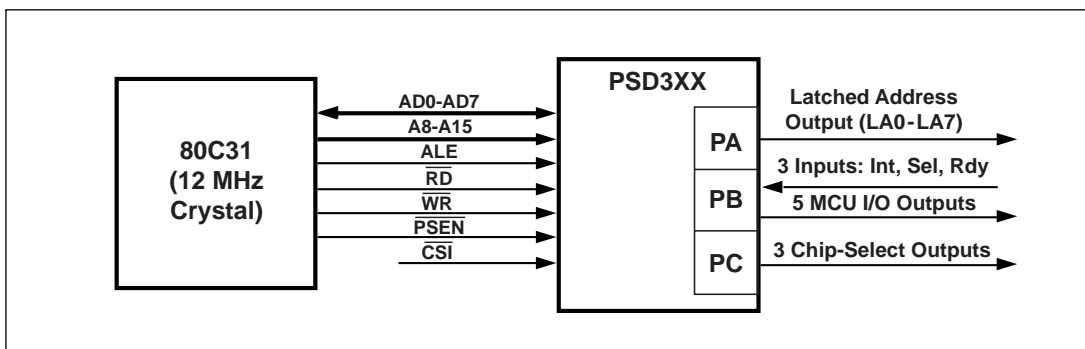 80C31
(12 MHz
Crystal)
AD0-AD7
A8-A15
ALE
RD
WR
PSEN
CSI
PSD3XX
PA
PB
PC
Latched Address
Output (LA0-LA7)
3 Inputs: Int, Sel, Rdy
5 MCU I/O Outputs
3 Chip-Select Outputs